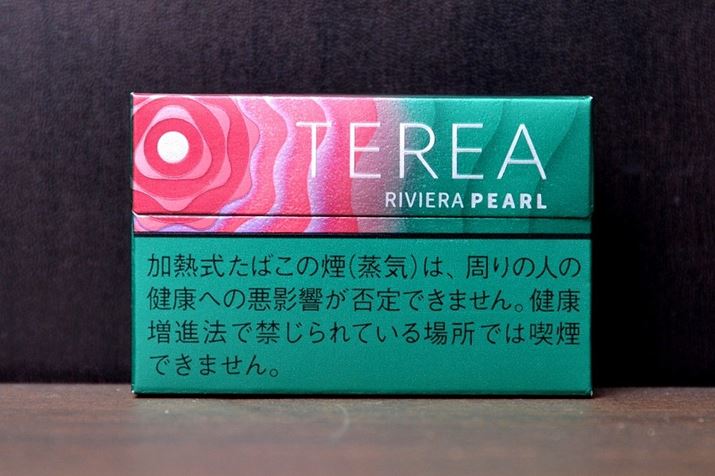 TEREA
RIVIERA PEARL
加熱式たばこの煙(蒸気)は、周りの人の
健康への悪影響が否定できません。健康
増進法で禁じられている場所では喫煙
できません。